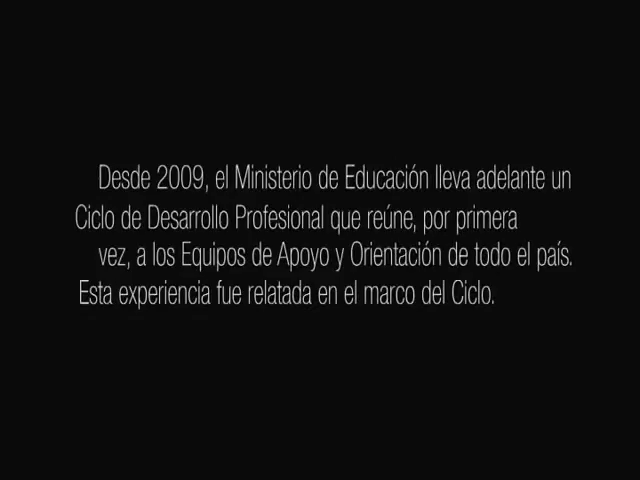 Desde 2009, el Ministerio de Educación lleva adelante un
Ciclo de Desarrollo Profesional que reúne, por primera
vez, a los Equipos de Apoyo y Orientación de todo el país.
Esta experiencia fue relatada en el marco del Ciclo.